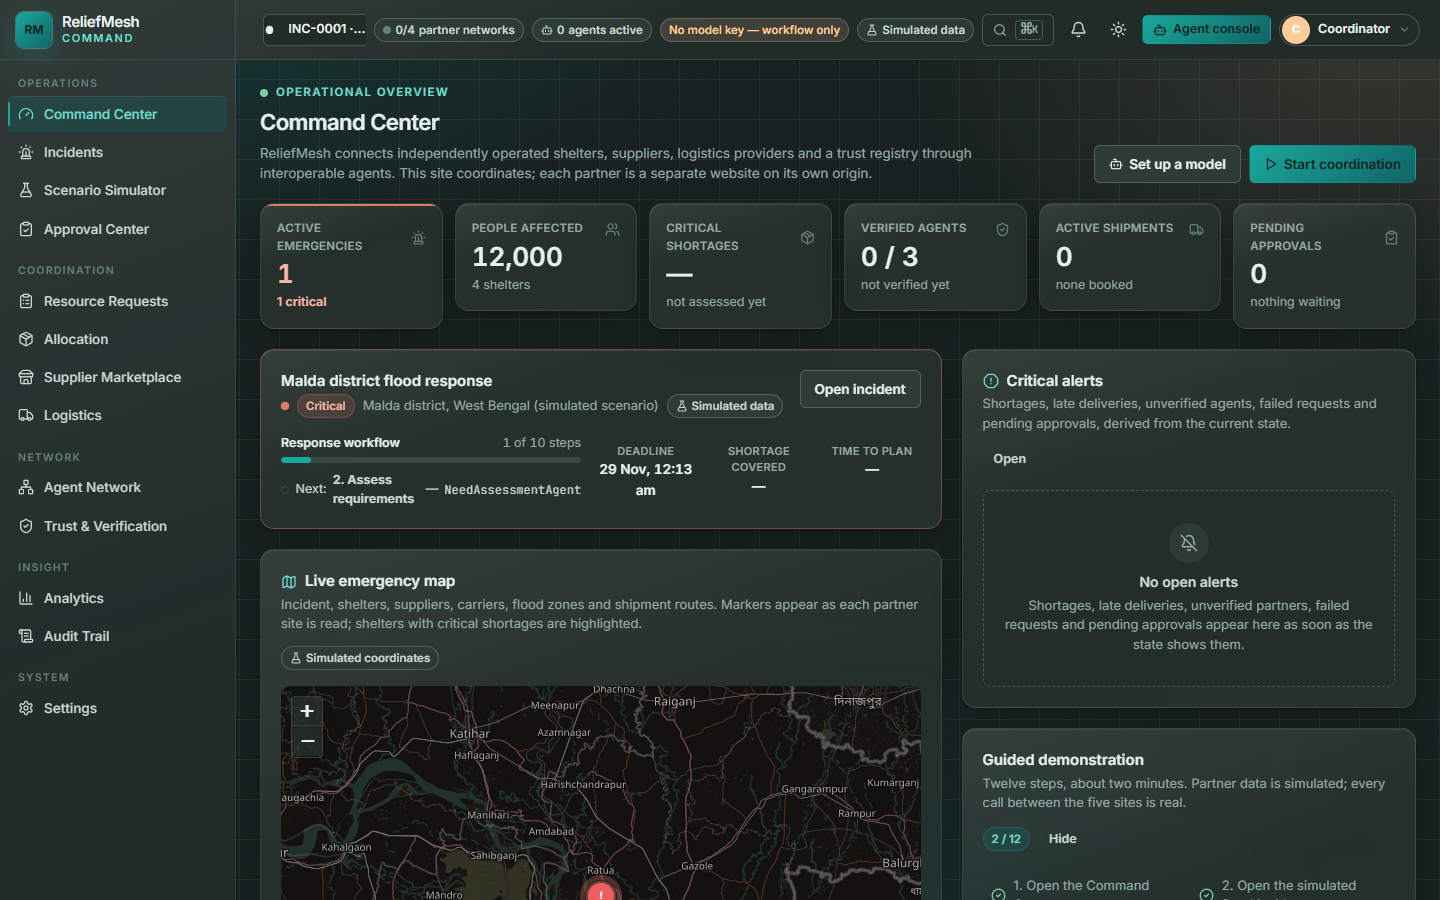 RM
ReliefMesh
COMMAND
INC-0001 ·...
0/4 partner networks
0 agents active
No model key — workflow only
Simulated data
⌘K
Agent console
C
Coordinator
OPERATIONS
Command Center
Incidents
Scenario Simulator
Approval Center
COORDINATION
Resource Requests
Allocation
Supplier Marketplace
Logistics
NETWORK
Agent Network
Trust & Verification
INSIGHT
Analytics
Audit Trail
SYSTEM
Settings
OPERATIONAL OVERVIEW
Command Center
ReliefMesh connects independently operated shelters, suppliers, logistics providers and a trust registry through
interoperable agents. This site coordinates; each partner is a separate website on its own origin.
Set up a model
Start coordination
ACTIVE
EMERGENCIES
1
1 critical
PEOPLE AFFECTED
12,000
4 shelters
CRITICAL
SHORTAGES
—
not assessed yet
VERIFIED AGENTS
0 / 3
not verified yet
ACTIVE SHIPMENTS
0
none booked
PENDING
APPROVALS
0
nothing waiting
Malda district flood response
Critical
Malda district, West Bengal (simulated scenario)
Simulated data
Open incident
Response workflow
1 of 10 steps
Next:
2. Assess
requirements
— NeedAssessmentAgent
DEADLINE
29 Nov, 12:13
am
SHORTAGE
COVERED
—
TIME TO PLAN
—
Live emergency map
Incident, shelters, suppliers, carriers, flood zones and shipment routes. Markers appear as each partner
site is read; shelters with critical shortages are highlighted.
Simulated coordinates
+
−
Dhachna
Meenapur
Raiganj
দিনাজপুর
Katihar
Azamnagar
Haflaganj
Harishchandrapur
Kumarganj
Gangarampur
augachia
Manihari
Rampur
Amdabad
Kahalgaon
Sahibganj
Gazole
Balurg
Ratua
Mandro
!
Critical alerts
Shortages, late deliveries, unverified agents, failed requests and
pending approvals, derived from the current state.
Open
No open alerts
Shortages, late deliveries, unverified partners, failed
requests and pending approvals appear here as soon as the
state shows them.
Guided demonstration
Twelve steps, about two minutes. Partner data is simulated; every
call between the five sites is real.
2 / 12
Hide
1. Open the Command
2. Open the simulated